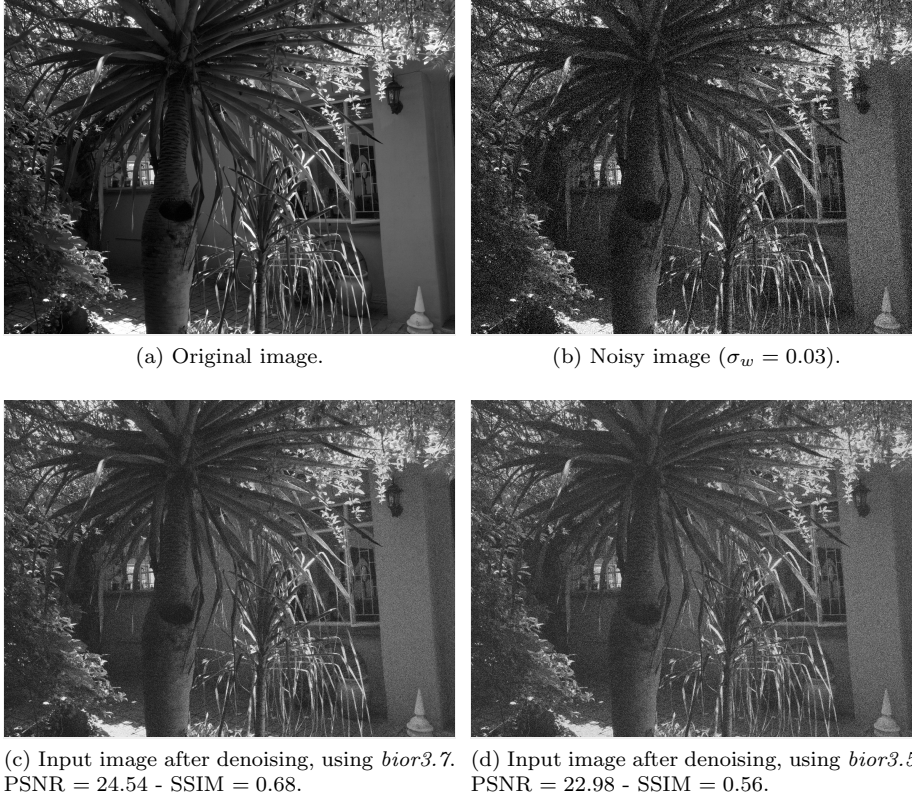 (a) Original image.
(b) Noisy image (σ_w = 0.03).
(c) Input image after denoising, using bior3.7.
PSNR = 24.54 - SSIM = 0.68.
(d) Input image after denoising, using bior3.5
PSNR = 22.98 - SSIM = 0.56.